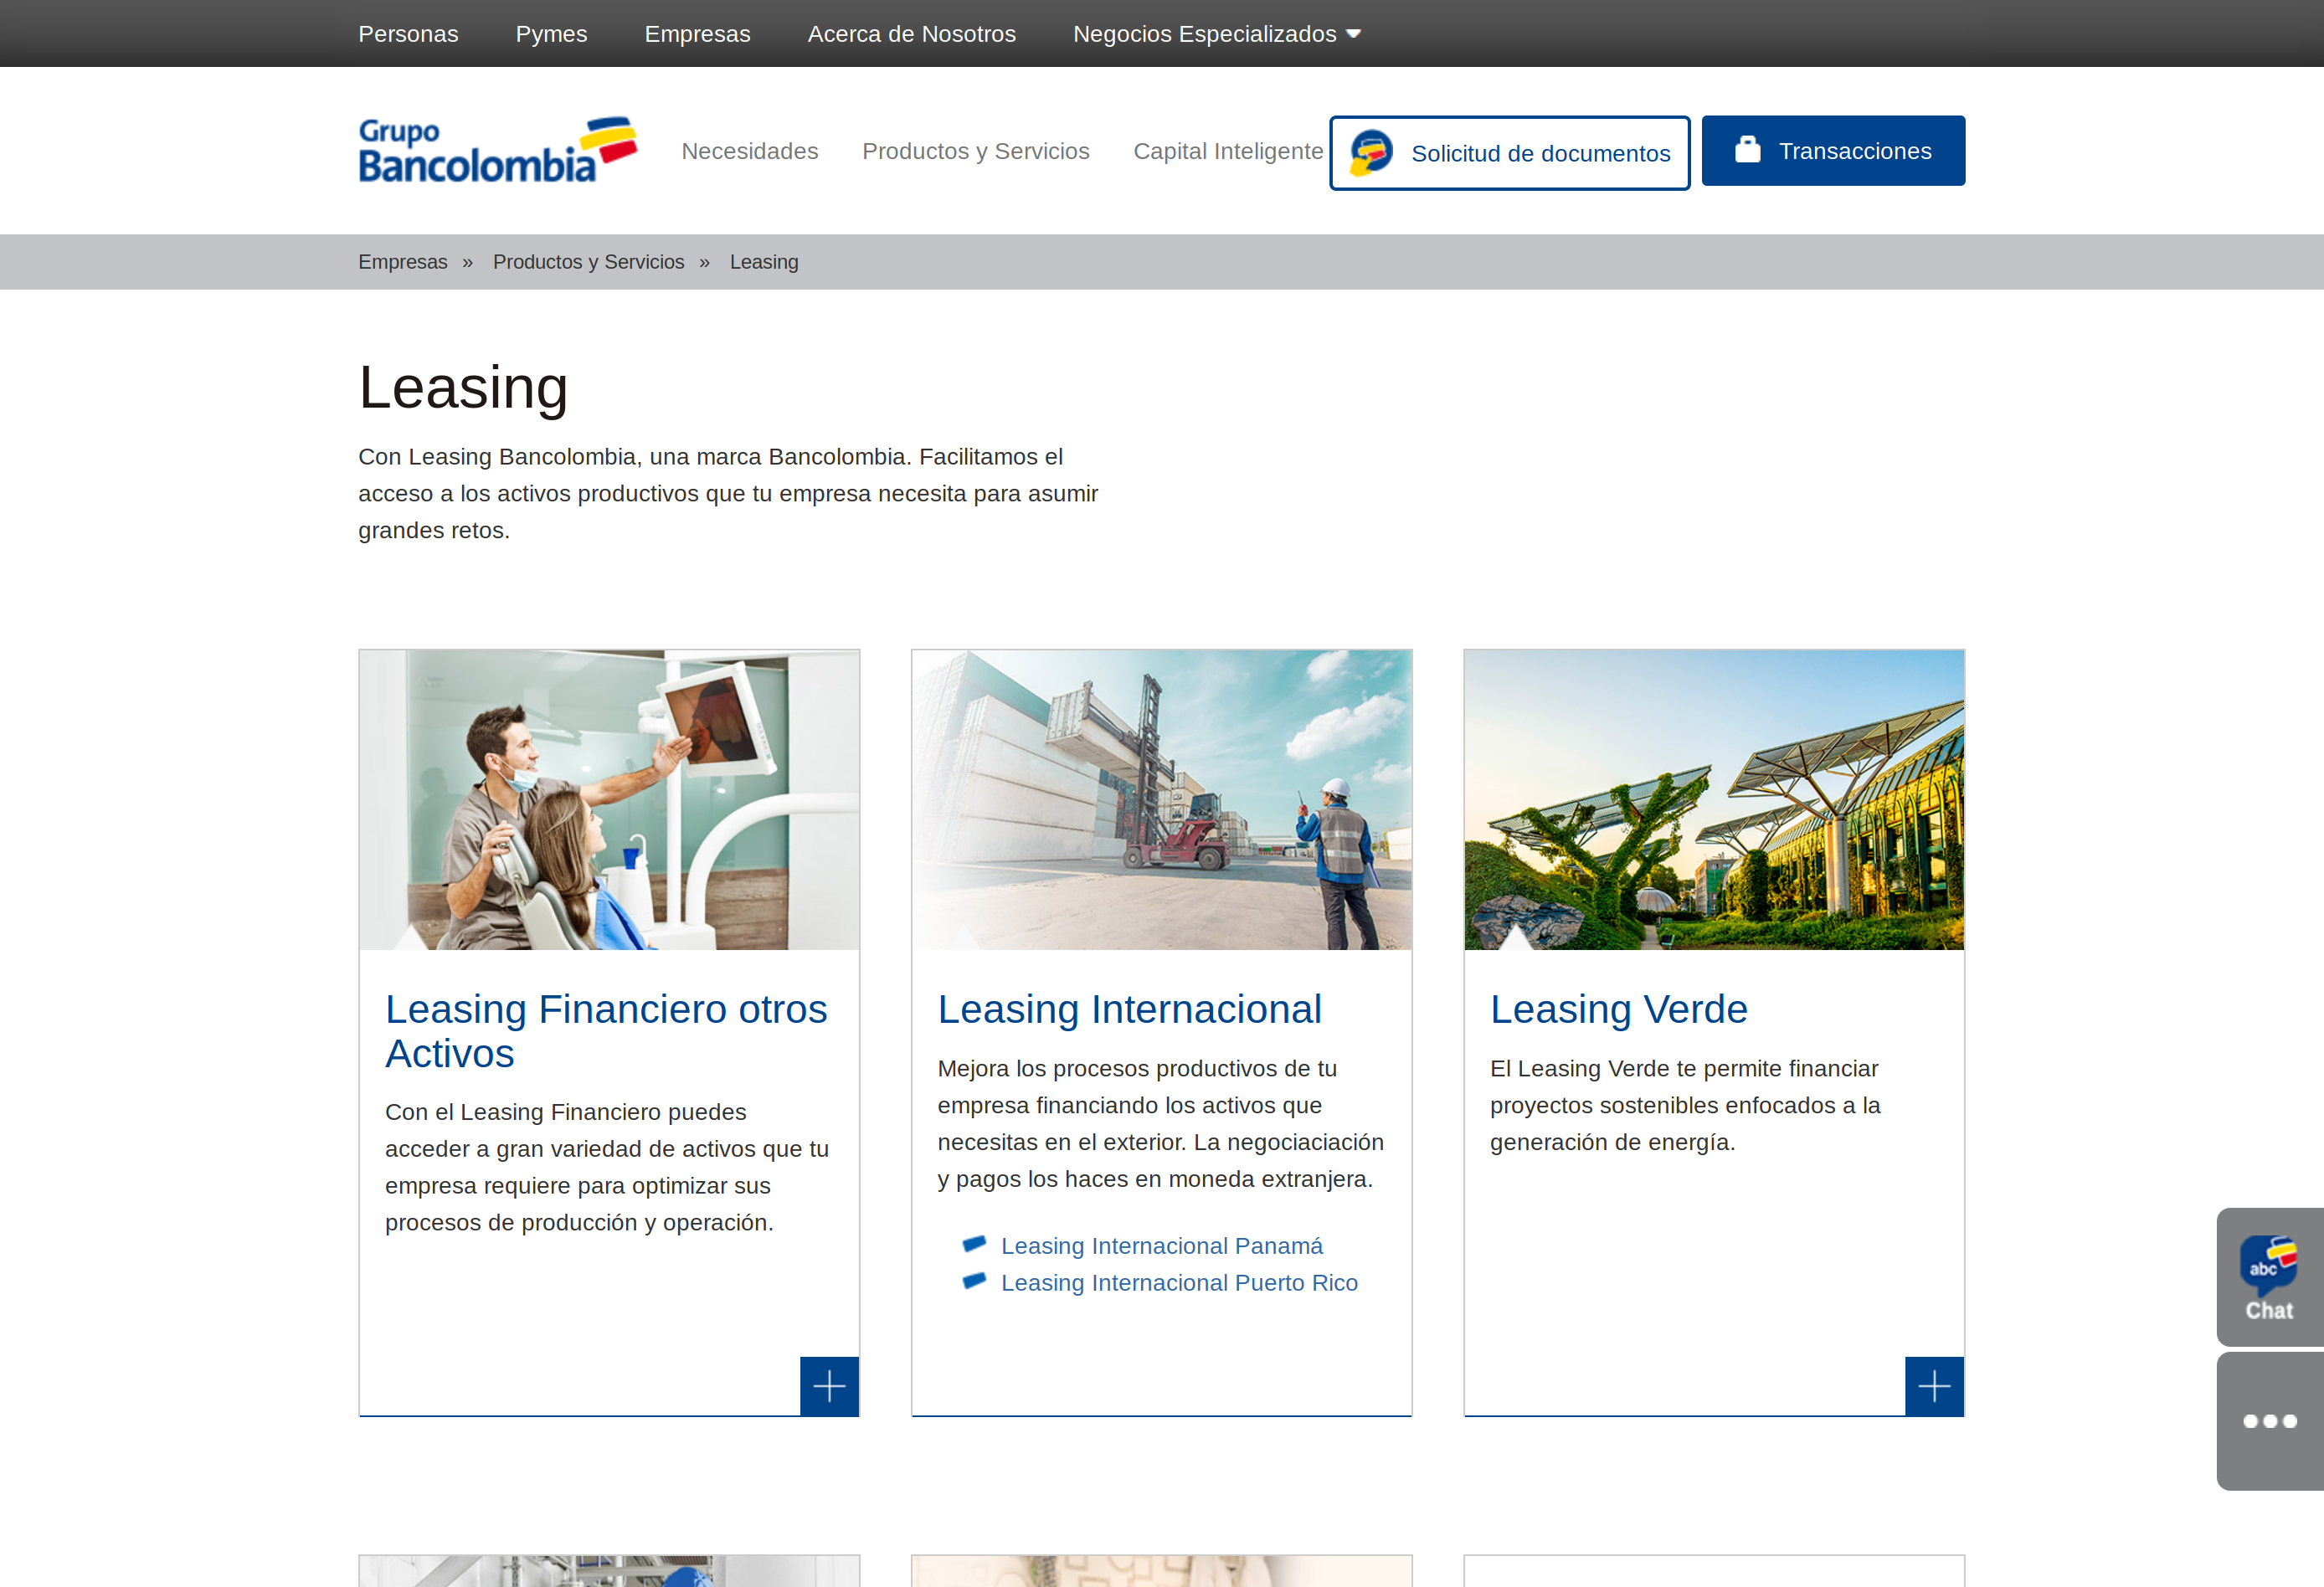 Personas Pymes Empresas Acerca de Nosotros Negocios Especializados
Grupo
Bancolombia
Necesidades Productos y Servicios Capital Inteligente
Solicitud de documentos
Transacciones
Empresas » Productos y Servicios » Leasing
Leasing
Con Leasing Bancolombia, una marca Bancolombia. Facilitamos el
acceso a los activos productivos que tu empresa necesita para asumir
grandes retos.
Leasing Financiero otros
Activos
Con el Leasing Financiero puedes
acceder a gran variedad de activos que tu
empresa requiere para optimizar sus
procesos de producción y operación.
Leasing Internacional
Mejora los procesos productivos de tu
empresa financiando los activos que
necesitas en el exterior. La negociaciación
y pagos los haces en moneda extranjera.
Leasing Internacional Panamá
Leasing Internacional Puerto Rico
Leasing Verde
El Leasing Verde te permite financiar
proyectos sostenibles enfocados a la
generación de energía.
abc
Chat